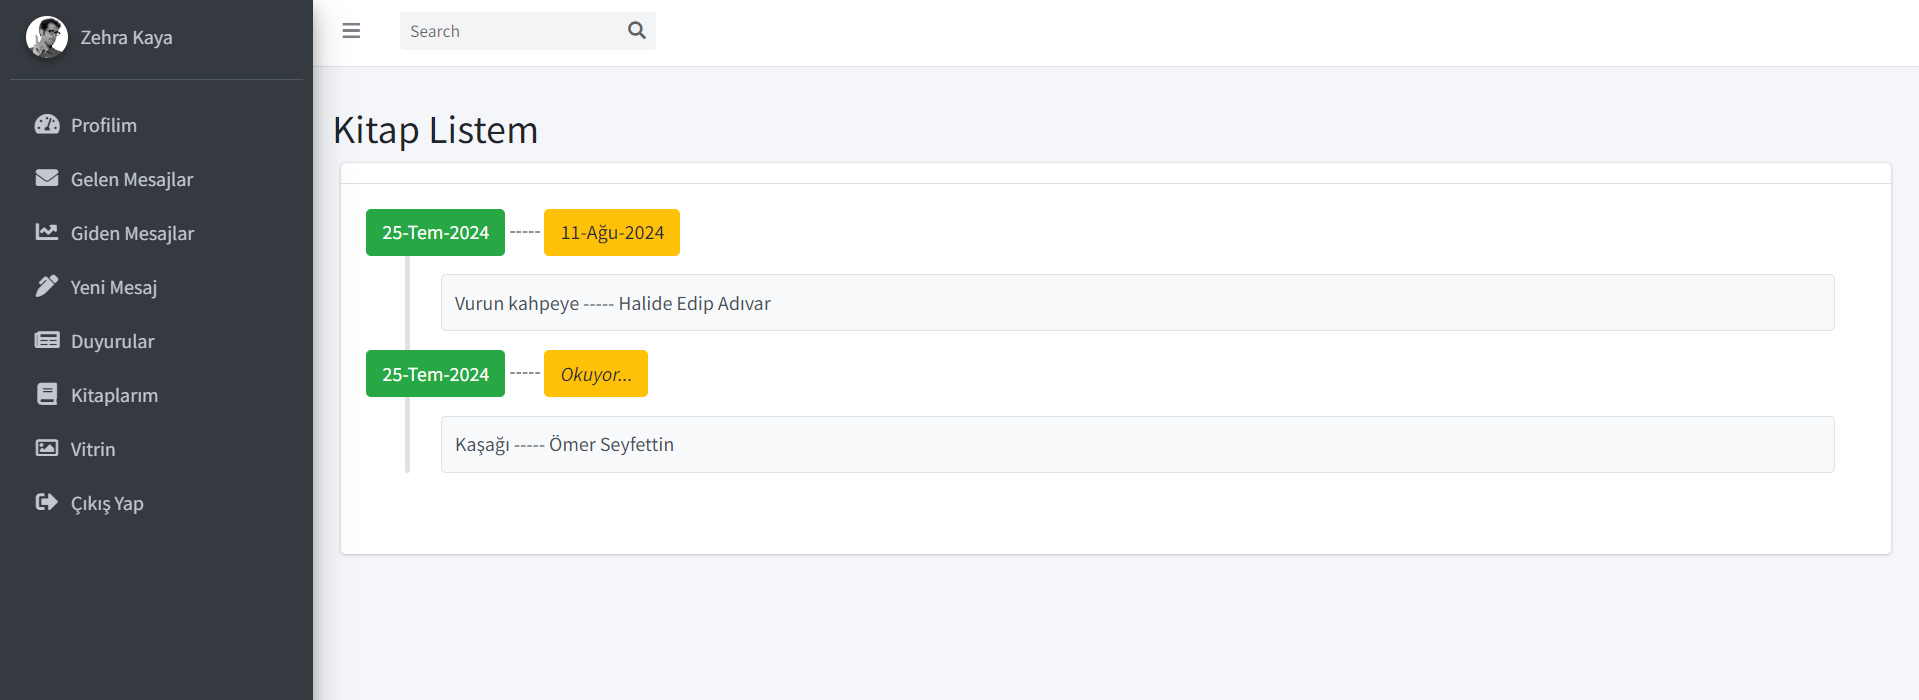 Zehra Kaya
Search
Profilim
Gelen Mesajlar
Giden Mesajlar
Yeni Mesaj
Duyurular
Kitaplarım
Vitrin
Çıkış Yap
Kitap Listem
25-Tem-2024 ----- 11-Ağu-2024
Vurun kahpeye ----- Halide Edip Adıvar
25-Tem-2024 ----- Okuyor...
Kaşağı ----- Ömer Seyfettin